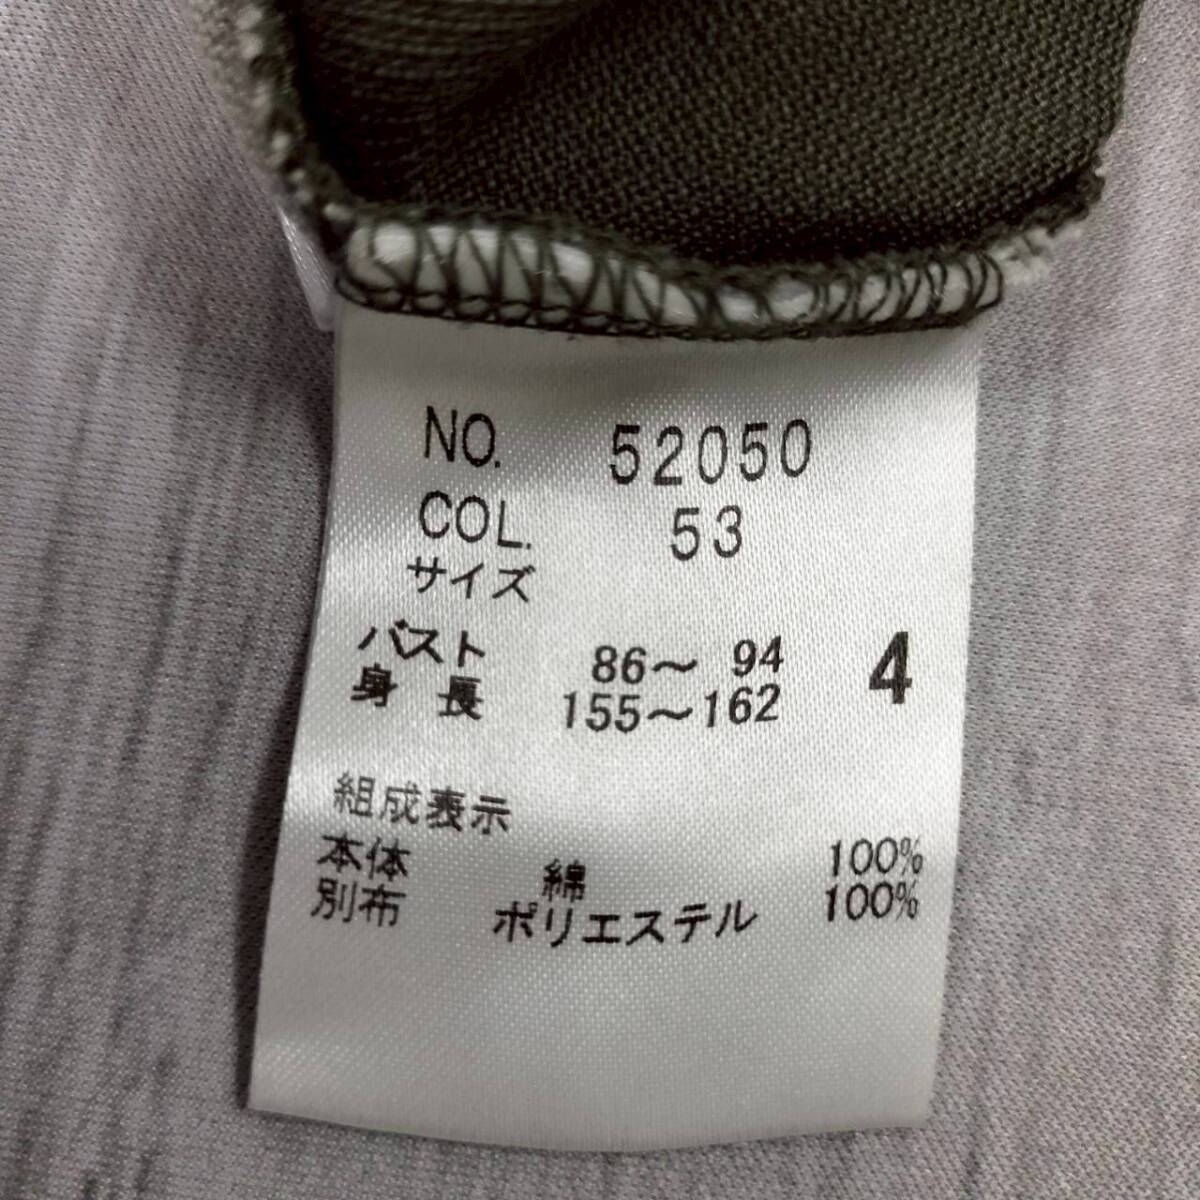 NO. 52050
COL. 53
サイズ
バスト 86～ 94 4
身 長 155～162
組成表示
本体 綿 100%
別布 ポリエステル 100%